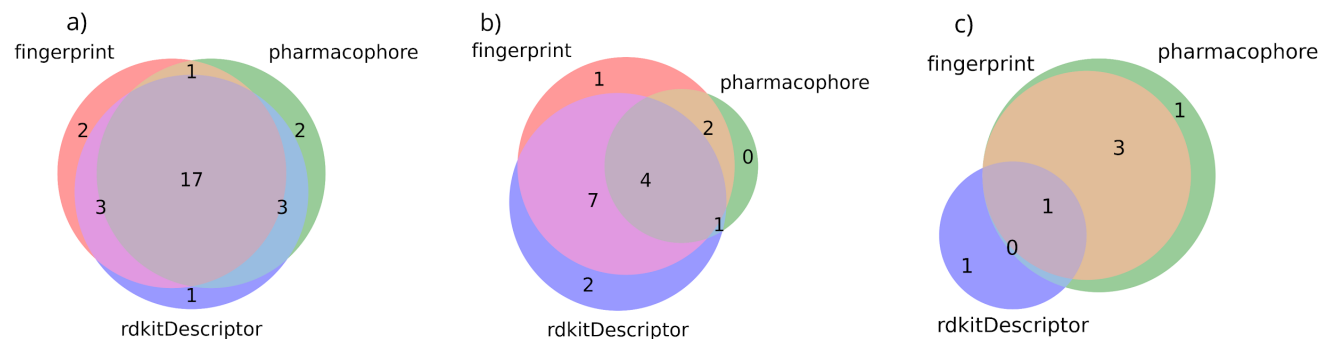 a)
fingerprint
pharmacophore
1
2
2
17
3
3
1
rdkitDescriptor
b)
fingerprint
pharmacophore
1
2
0
4
7
1
2
rdkitDescriptor
c)
fingerprint
pharmacophore
1
3
1
0
1
rdkitDescriptor